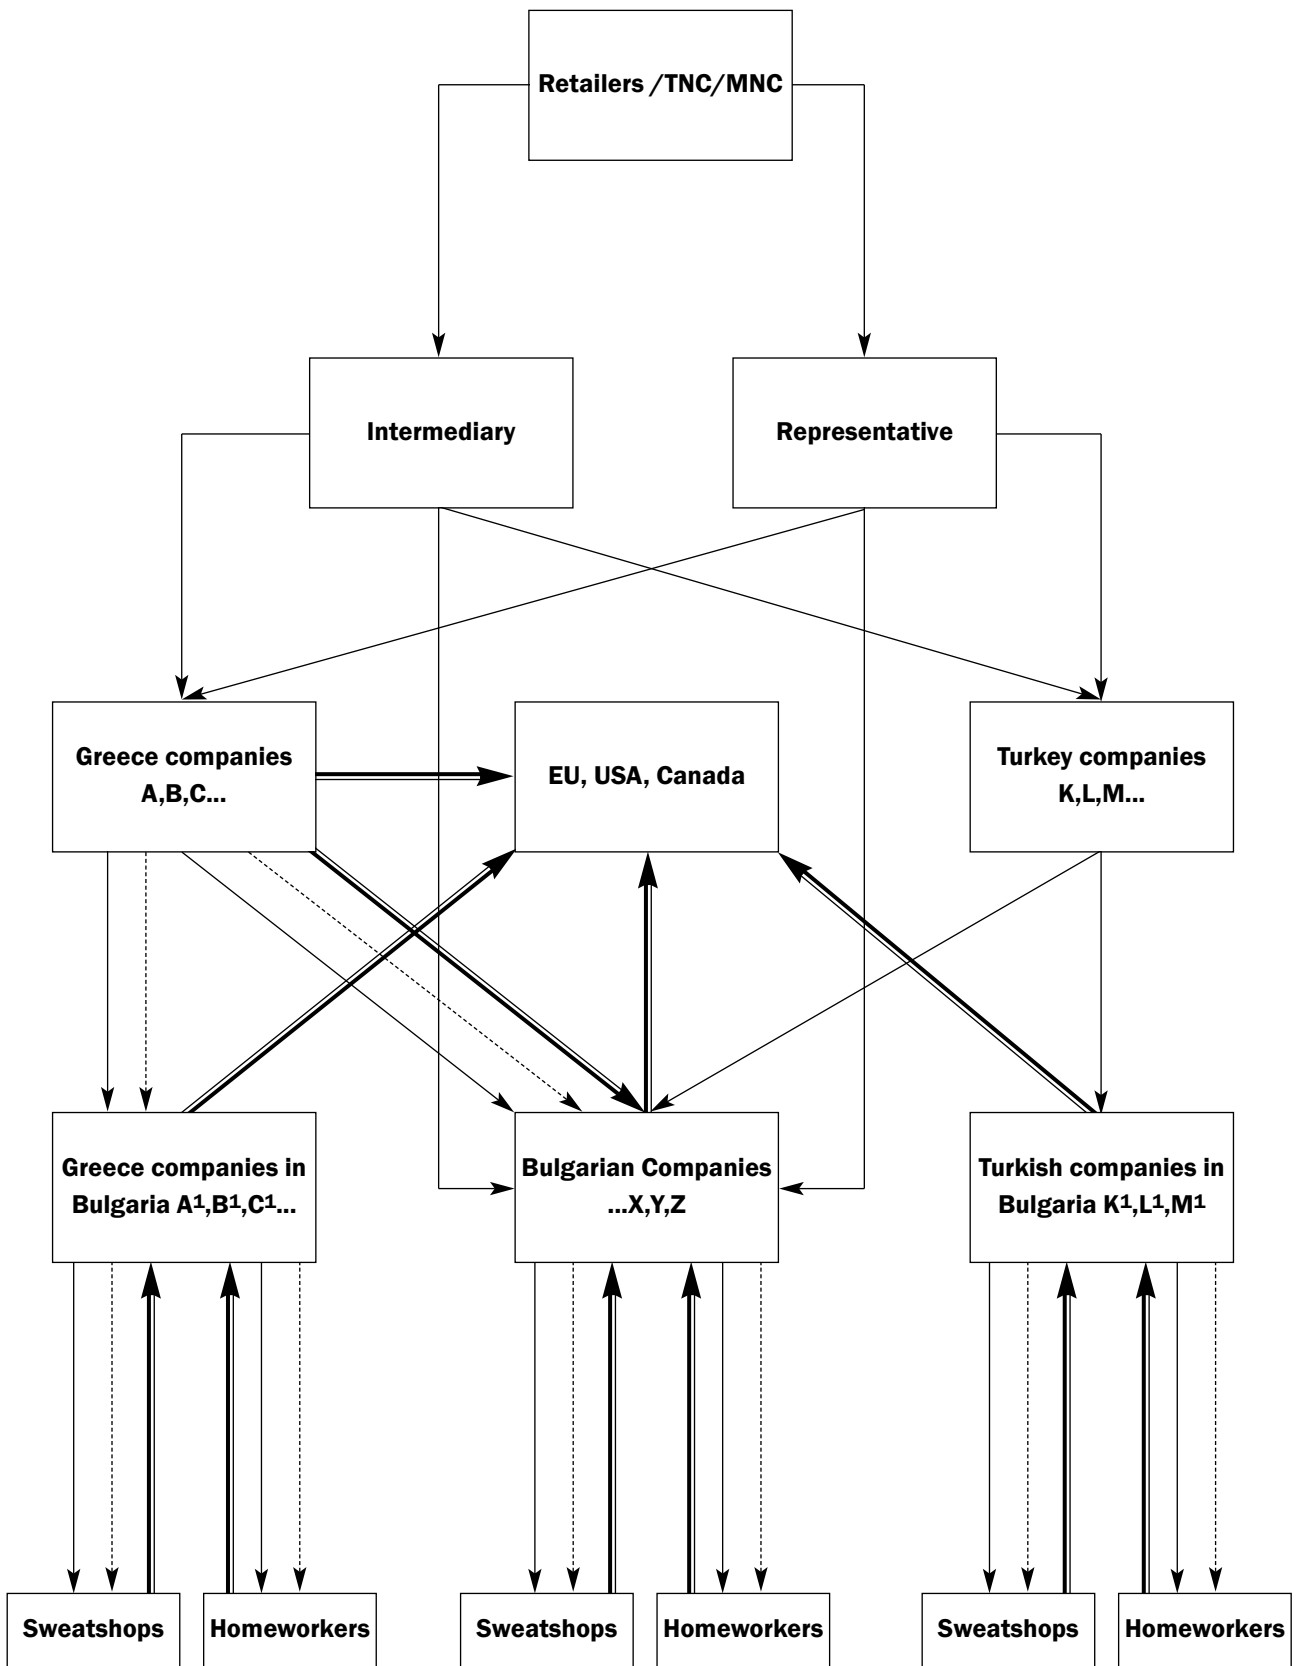 Retailers /TNC/MNC
Intermediary
Representative
Greece companies
A,B,C...
EU, USA, Canada
Turkey companies
K,L,M...
Greece companies in
Bulgaria A¹,B¹,C¹...
Bulgarian Companies
...X,Y,Z
Turkish companies in
Bulgaria K¹,L¹,M¹
Sweatshops
Homeworkers
Sweatshops
Homeworkers
Sweatshops
Homeworkers